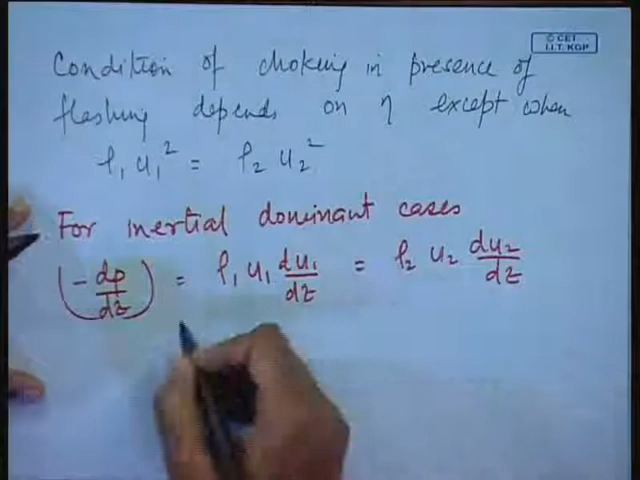 © CET
I.I.T. KGP
Condition of choking in presence of
flashing depends on η except when
ρ₁ u₁² = ρ₂ u₂²
For inertial dominant cases
(- dp/dz) = ρ₁ u₁ du₁/dz = ρ₂ u₂ du₂/dz